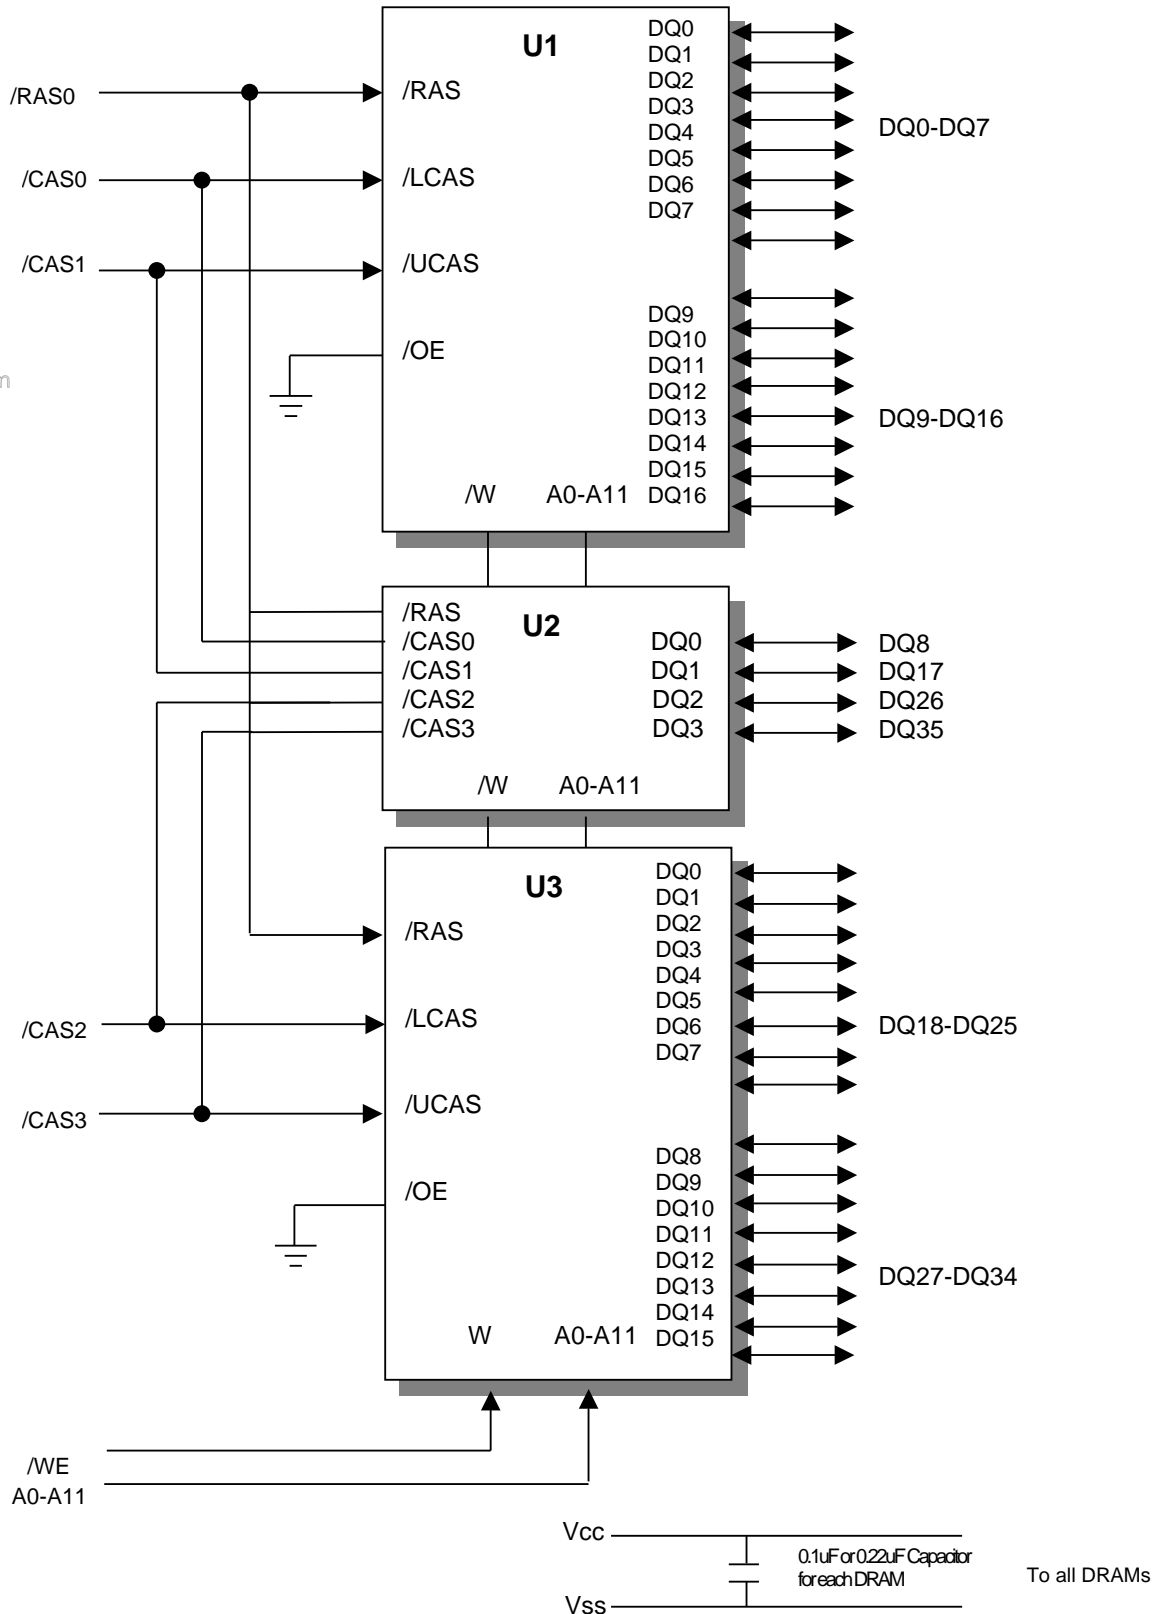 U1
/RAS0
/RAS
/CAS0
/LCAS
/CAS1
/UCAS
/OE
/W
A0-A11
DQ0
DQ1
DQ2
DQ3
DQ4
DQ5
DQ6
DQ7
DQ0-DQ7
DQ9
DQ10
DQ11
DQ12
DQ13
DQ14
DQ15
DQ16
DQ9-DQ16
U2
/RAS
/CAS0
/CAS1
/CAS2
/CAS3
/W
A0-A11
DQ0
DQ1
DQ2
DQ3
DQ8
DQ17
DQ26
DQ35
U3
/RAS
/CAS2
/LCAS
/CAS3
/UCAS
/OE
W
A0-A11
DQ0
DQ1
DQ2
DQ3
DQ4
DQ5
DQ6
DQ7
DQ18-DQ25
DQ8
DQ9
DQ10
DQ11
DQ12
DQ13
DQ14
DQ15
DQ27-DQ34
/WE
A0-A11
Vcc
0.1uF or 0.22uF Capacitor
for each DRAM
To all DRAMs
Vss